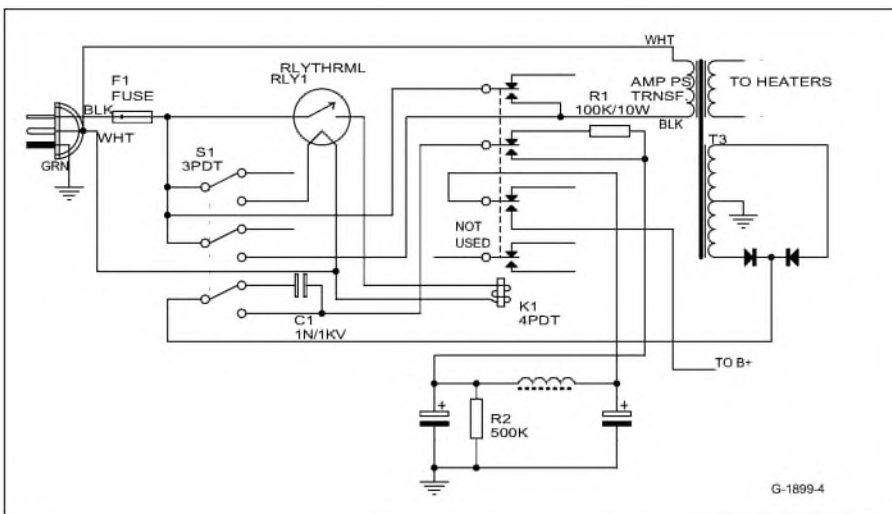 WHT
RLYTHRML
RLY1
F1
FUSE
BLK
WHT
GRN
S1
3PDT
R1
100K/10W
AMP PS
TRNSF.
BLK
TO HEATERS
T3
NOT
USED
K1
4PDT
C1
1N/1KV
TO B+
R2
500K
+
+
G-1899-4